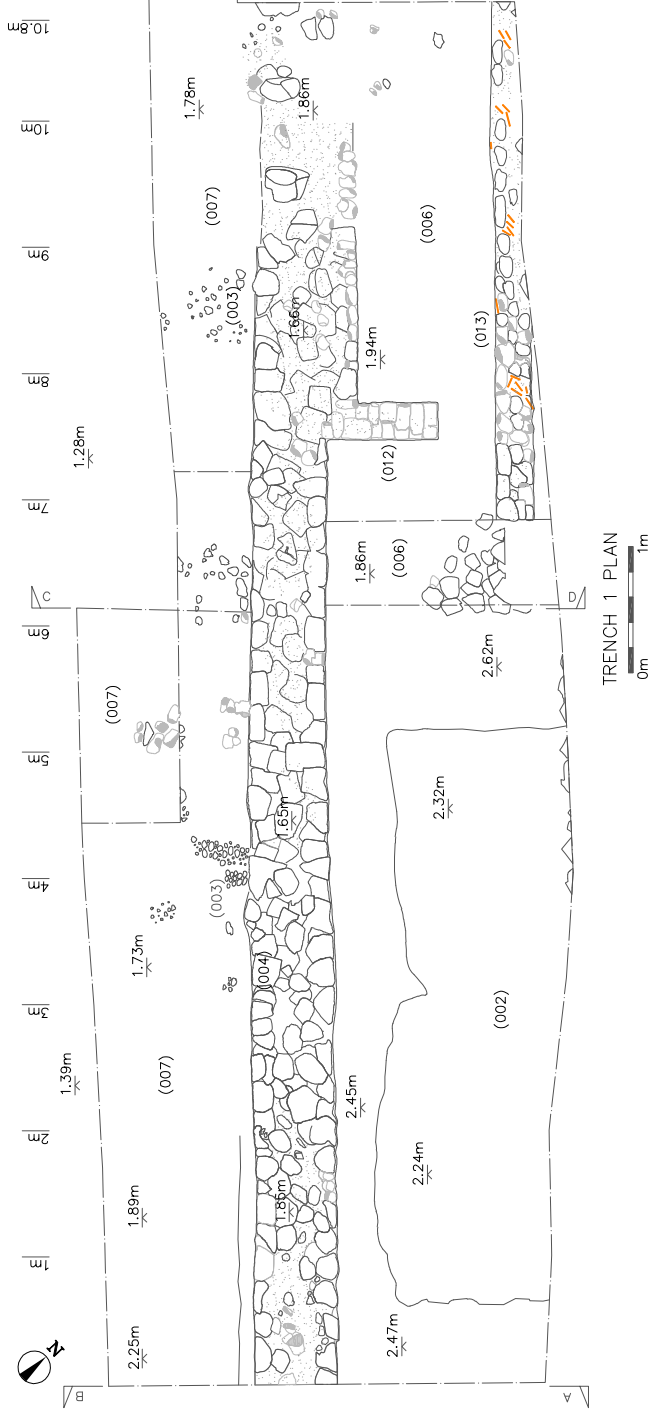 10.8m
10m
9m
8m
7m
6m
5m
4m
3m
2m
1m
1.78m
1.86m
(007)
(006)
(003)
1.66m
1.94m
(013)
1.28m
(012)
1.86m
(006)
C
D
2.62m
(007)
TRENCH 1 PLAN
0m
1m
2.32m
1.65m
(003)
1.73m
(004)
(002)
1.39m
(007)
2.45m
2.24m
1.89m
1.86m
2.25m
2.47m
N
B
A